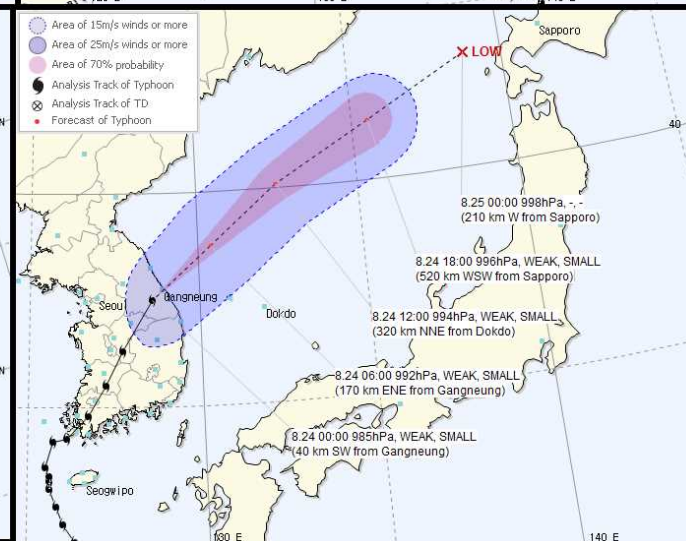 Area of 15m/s winds or more
Area of 25m/s winds or more
Area of 70% probability
Analysis Track of Typhoon
Analysis Track of TD
Forecast of Typhoon
LOW
Sapporo
40
8.25 00:00 998hPa, -, -
(210 km W from Sapporo)
8.24 18:00 996hPa, WEAK, SMALL
(520 km WSW from Sapporo)
Gangneung
Seoul
Dokdo
8.24 12:00 994hPa, WEAK, SMALL
(320 km NNE from Dokdo)
8.24 06:00 992hPa, WEAK, SMALL
(170 km ENE from Gangneung)
8.24 00:00 985hPa, WEAK, SMALL
(40 km SW from Gangneung)
Seogwipo
130 E
140 E